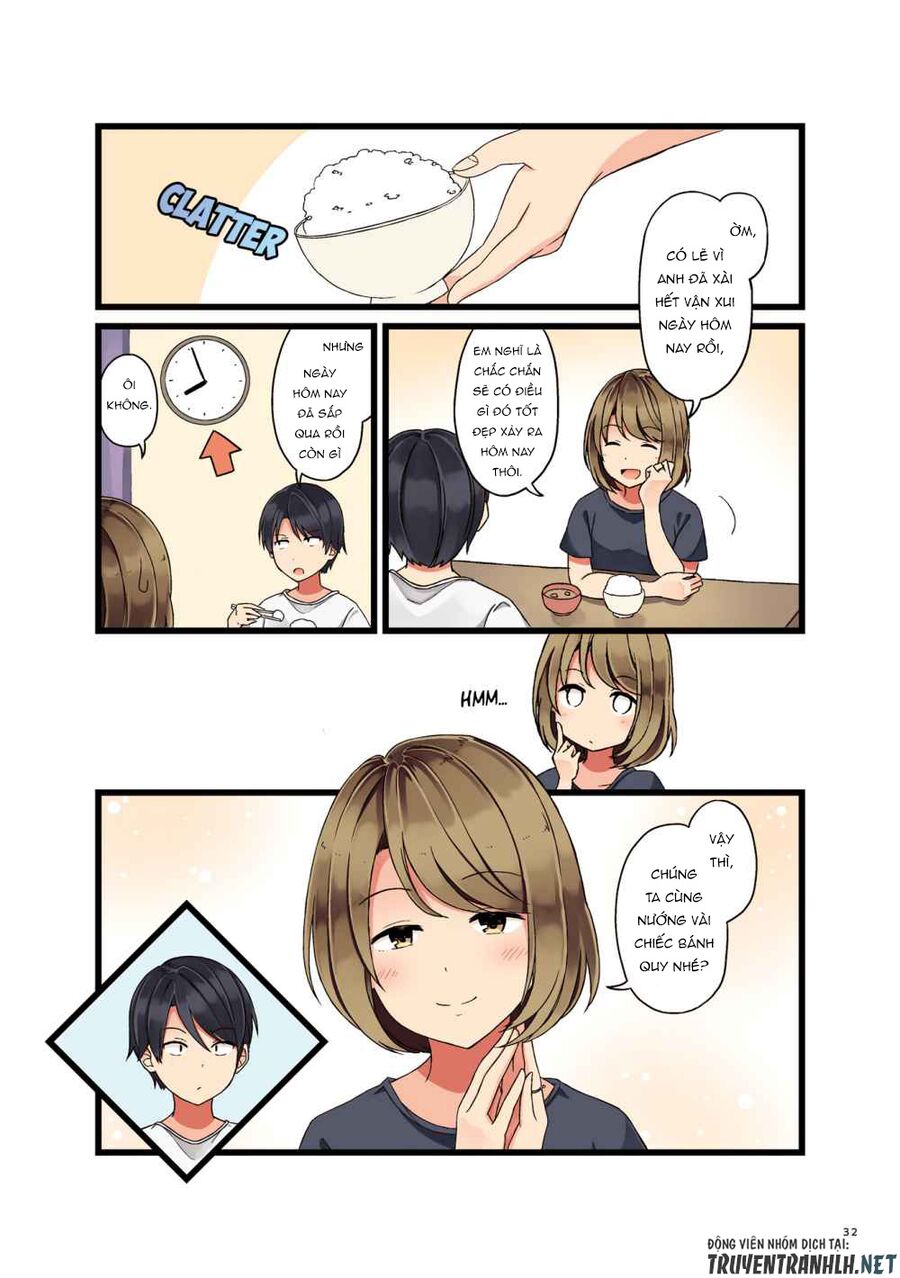 CLATTER
ỜM,
CÓ LẼ VÌ
ANH ĐÃ XÀI
HẾT VẬN XUI
NGÀY HÔM
NAY RỒI,
EM NGHĨ LÀ
CHẮC CHẮN
SẼ CÓ ĐIỀU
GÌ ĐÓ TỐT
ĐẸP XẢY RA
HÔM NAY
THÔI.
NHƯNG
NGÀY
HÔM NAY
ĐÃ SẮP
QUA RỒI
CÒN GÌ
ÔI
KHÔNG.
HMM...
VẬY
THÌ,
CHÚNG
TA CÙNG
NƯỚNG VÀI
CHIẾC BÁNH
QUY NHÉ?
32
ĐỘNG VIÊN NHÓM DỊCH TẠI:
TRUYENTRANHLH.NET